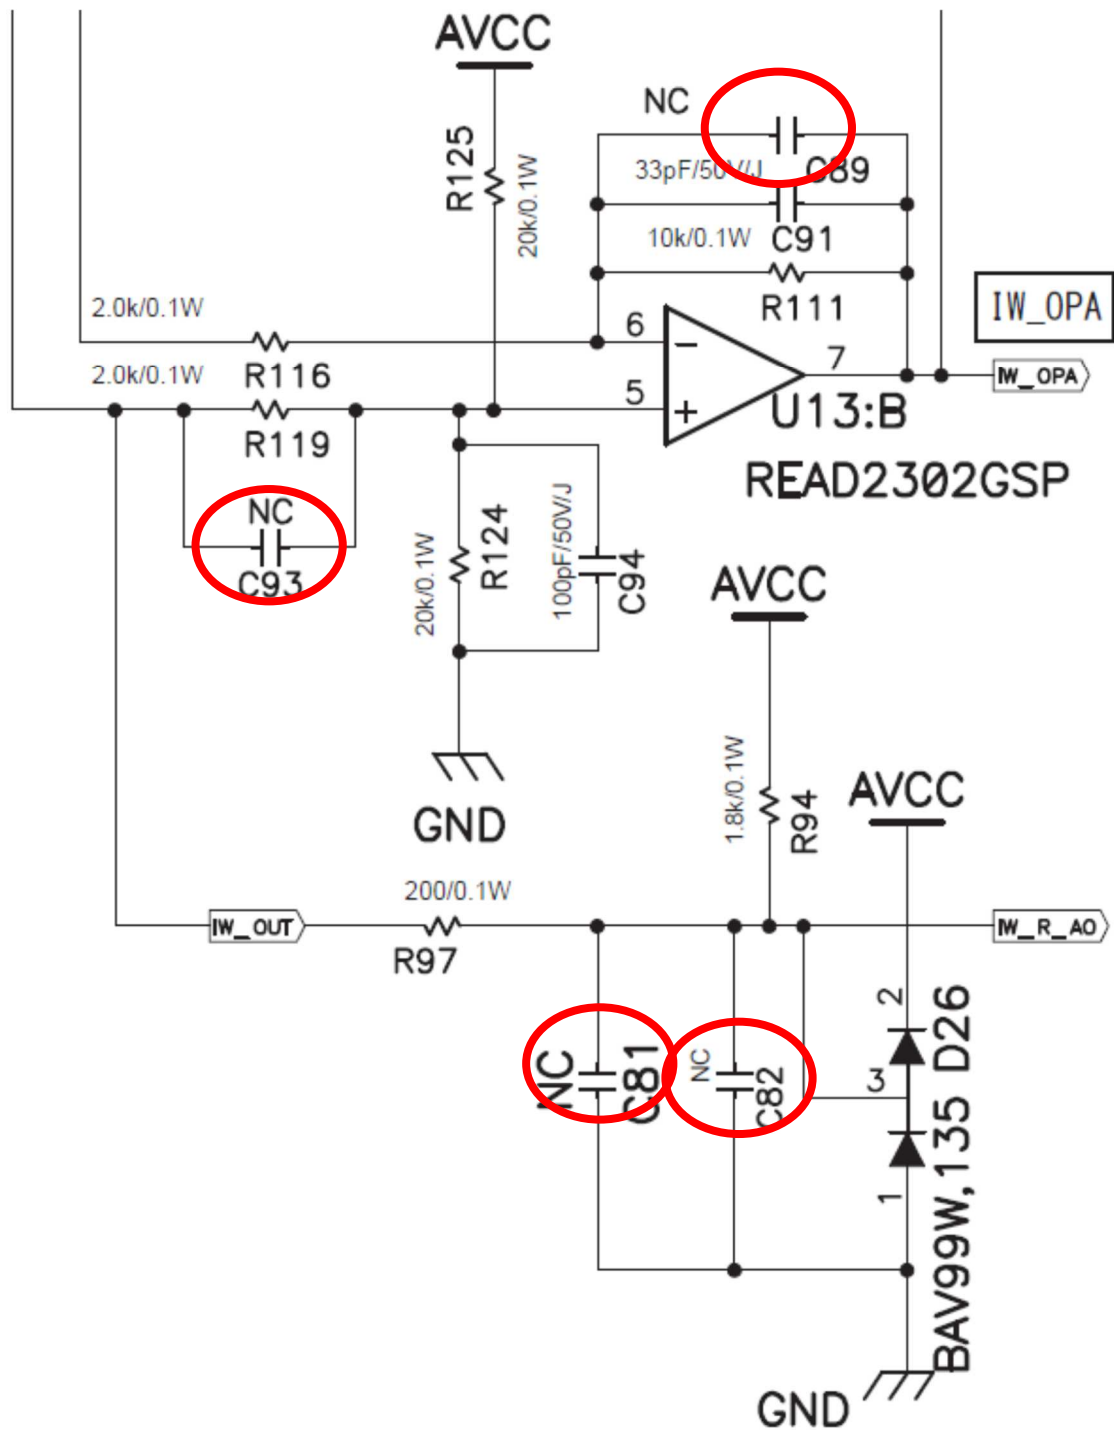 AVCC
NC
R125
20k/0.1W
33pF/50V/J
C89
10k/0.1W
C91
R111
IW_OPA
2.0k/0.1W
R116
6
7
IW_OPA
2.0k/0.1W
R119
5
U13:B
READ2302GSP
NC
C93
20k/0.1W
R124
100pF/50V/J
C94
AVCC
GND
1.8k/0.1W
R94
AVCC
200/0.1W
IW_OUT
R97
IW_R_AO
NC
C81
NC
C82
2
3
1
BAV99W,135 D26
GND